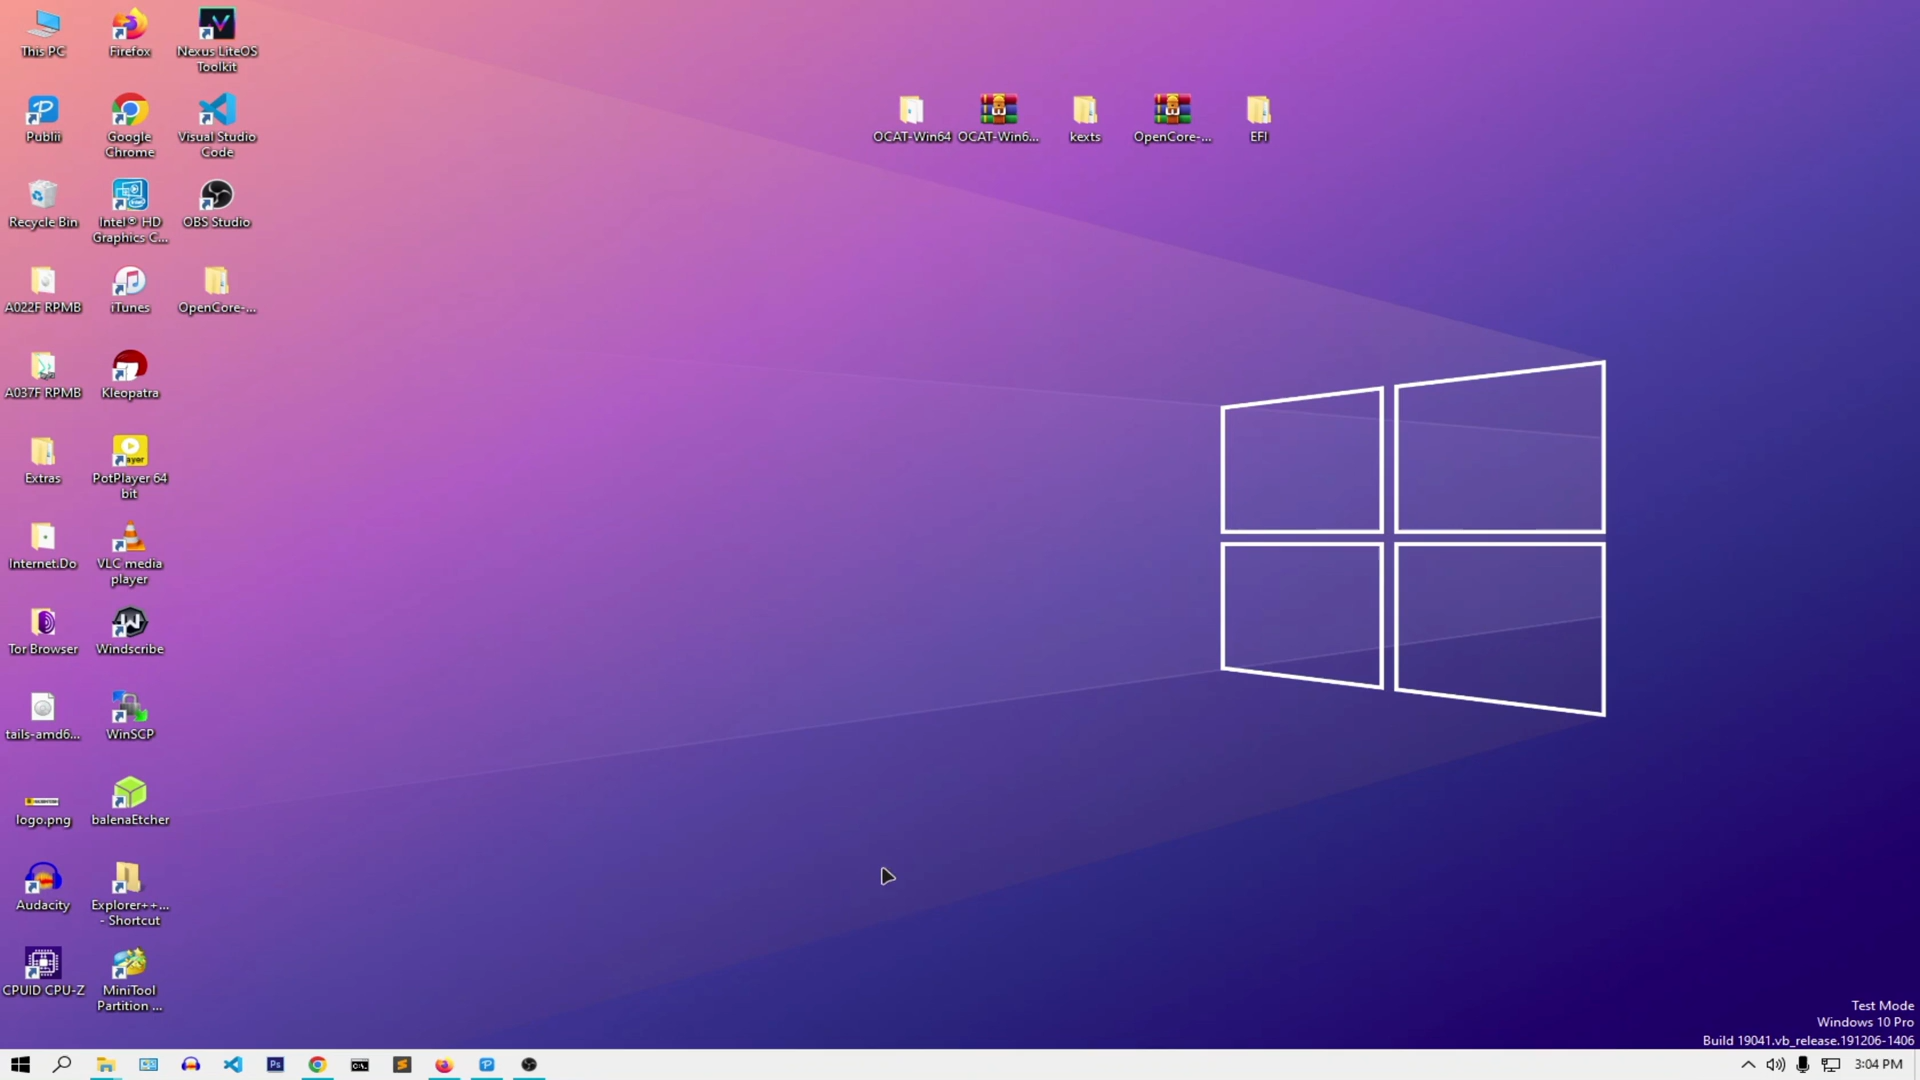 This PC
Firefox
Nexus LiteOS
Toolkit
OCAT-Win64
OCAT-Win6...
kexts
OpenCore-...
EFI
Publii
Google
Chrome
Visual Studio
Code
Recycle Bin
Intel® HD
Graphics C...
OBS Studio
A022F RPMB
iTunes
OpenCore-...
A037F RPMB
Kleopatra
Extras
PotPlayer 64
bit
Internet.Do
VLC media
player
Tor Browser
Windscribe
tails-amd6...
WinSCP
logo.png
balenaEtcher
Audacity
Explorer++...
- Shortcut
CPUID CPU-Z
MiniTool
Partition ...
Test Mode
Windows 10 Pro
Build 19041.vb_release.191206-1406
3:04 PM